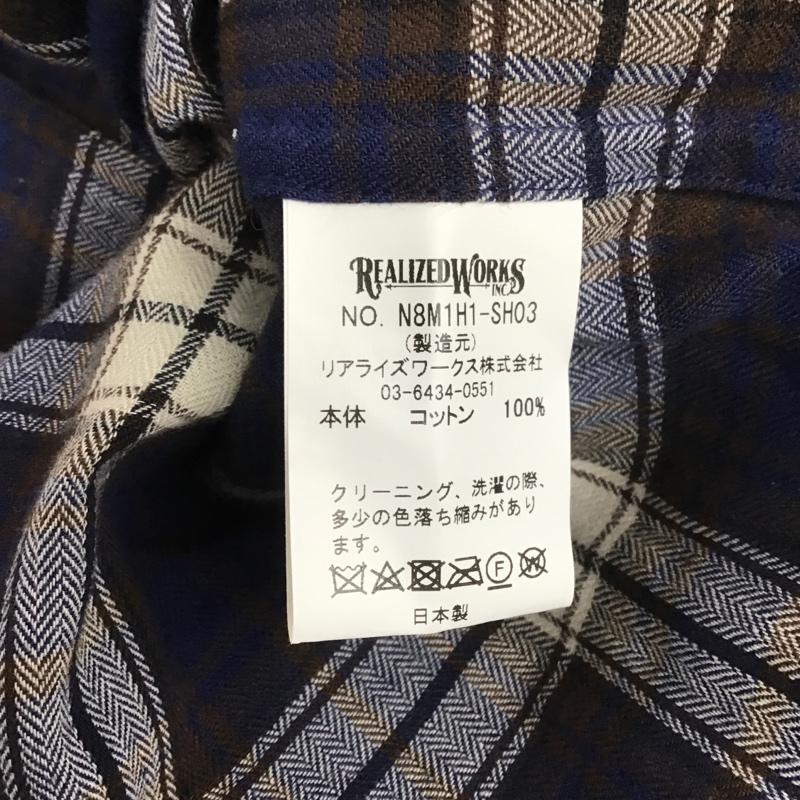 REALIZEDWORKS
INC.
NO. N8M1H1-SH03
(製造元)
リアライズワークス株式会社
03-6434-0551
本体 コットン 100%
クリーニング、洗濯の際、
多少の色落ち縮みがあり
ます。
F W
日本製